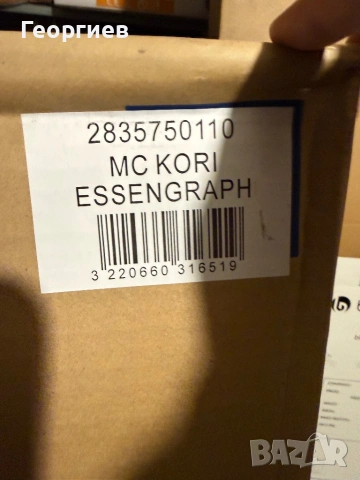 Георгиев
2835750110
MC KORI
ESSENGRAPH
3 220660 316519
BAZAR